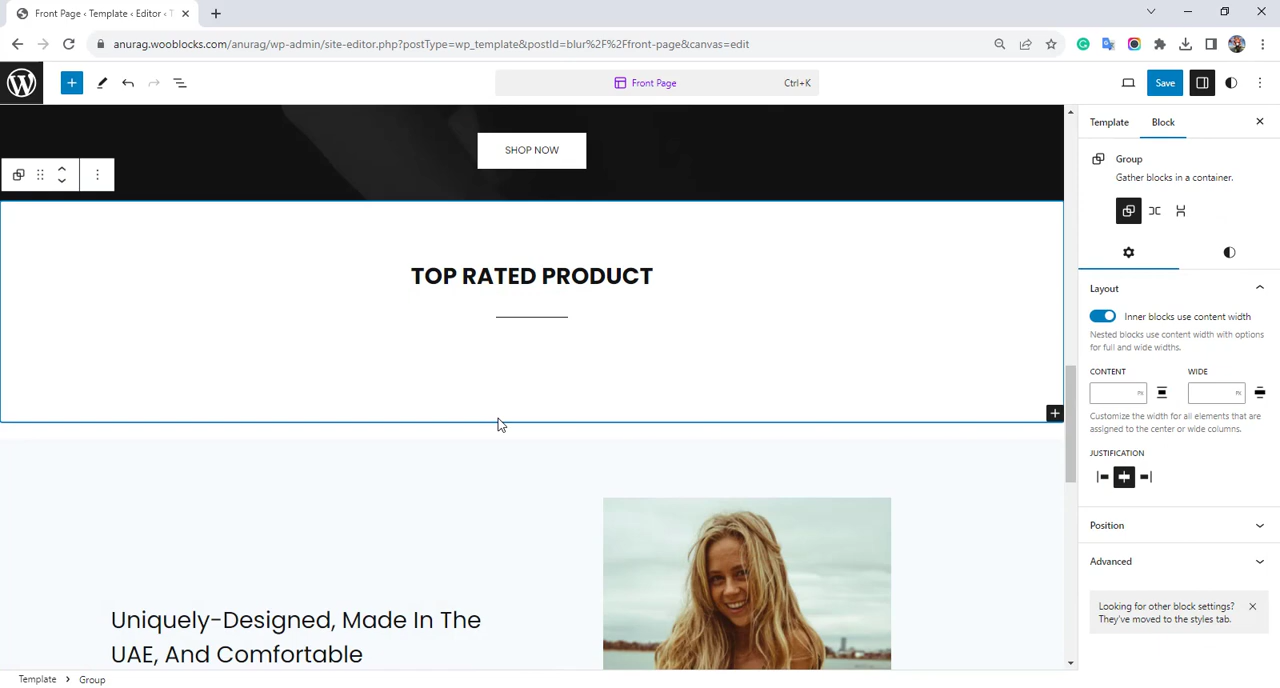 Front Page ‹ Template ‹ Editor ‹ T
anurag.wooblocks.com/anurag/wp-admin/site-editor.php?postType=wp_template&postId=blur%2F%2Ffront-page&canvas=edit
Front Page
Ctrl+K
Save
SHOP NOW
TOP RATED PRODUCT
Uniquely-Designed, Made In The
UAE, And Comfortable
Template
Block
Group
Gather blocks in a container.
Layout
Inner blocks use content width
Nested blocks use content width with options
for full and wide widths.
CONTENT
WIDE
PX
PX
Customize the width for all elements that are
assigned to the center or wide columns.
JUSTIFICATION
Position
Advanced
Looking for other block settings?
They've moved to the styles tab.
Template
Group